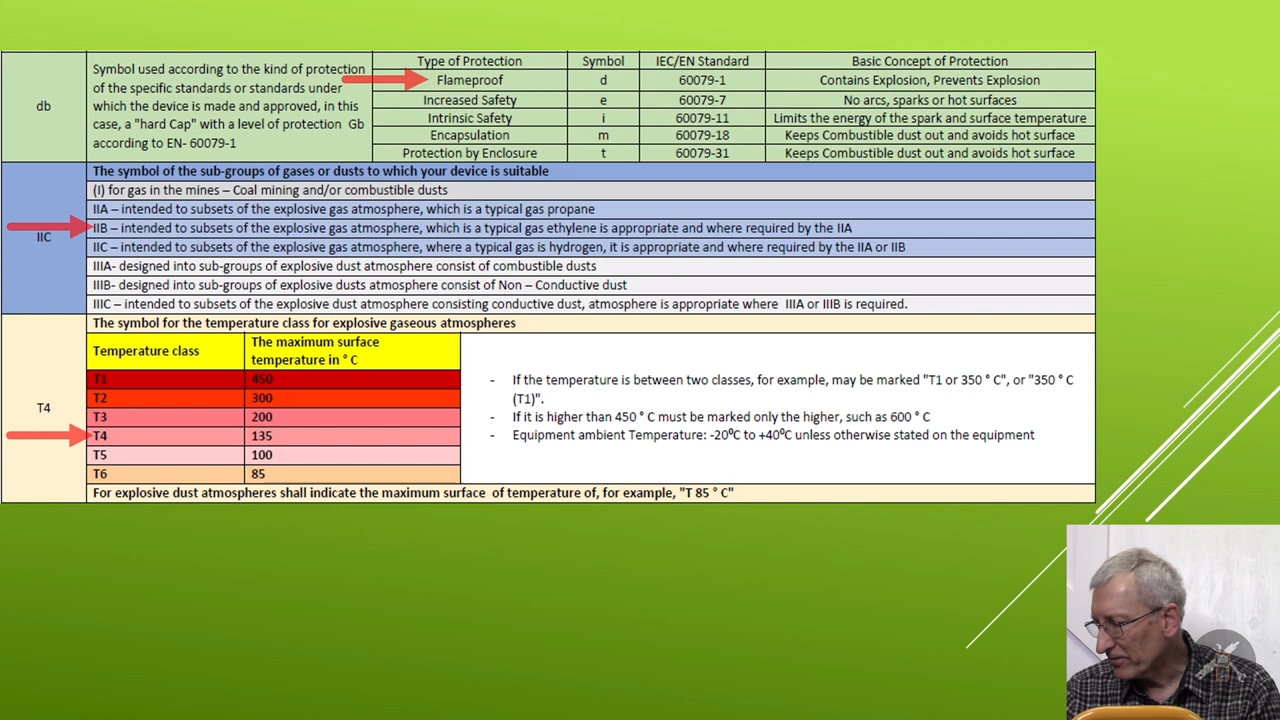 db
Symbol used according to the kind of protection
of the specific standards or standards under
which the device is made and approved, in this
case, a "hard Cap" with a level of protection Gb
according to EN- 60079-1
Type of Protection Symbol IEC/EN Standard Basic Concept of Protection
Flameproof d 60079-1 Contains Explosion, Prevents Explosion
Increased Safety e 60079-7 No arcs, sparks or hot surfaces
Intrinsic Safety i 60079-11 Limits the energy of the spark and surface temperature
Encapsulation m 60079-18 Keeps Combustible dust out and avoids hot surface
Protection by Enclosure t 60079-31 Keeps Combustible dust out and avoids hot surface
IIC
The symbol of the sub-groups of gases or dusts to which your device is suitable
(I) for gas in the mines – Coal mining and/or combustible dusts
IIA – intended to subsets of the explosive gas atmosphere, which is a typical gas propane
IIB – intended to subsets of the explosive gas atmosphere, which is a typical gas ethylene is appropriate and where required by the IIA
IIC – intended to subsets of the explosive gas atmosphere, where a typical gas is hydrogen, it is appropriate and where required by the IIA or IIB
IIIA- designed into sub-groups of explosive dust atmosphere consist of combustible dusts
IIIB- designed into sub-groups of explosive dusts atmosphere consist of Non – Conductive dust
IIIC – intended to subsets of the explosive dust atmosphere consisting conductive dust, atmosphere is appropriate where IIIA or IIIB is required.
T4
The symbol for the temperature class for explosive gaseous atmospheres
Temperature class The maximum surface
temperature in ° C
T1 450
T2 300
T3 200
T4 135
T5 100
T6 85
- If the temperature is between two classes, for example, may be marked "T1 or 350 ° C", or "350 ° C
(T1)".
- If it is higher than 450 ° C must be marked only the higher, such as 600 ° C
- Equipment ambient Temperature: -20⁰C to +40⁰C unless otherwise stated on the equipment
For explosive dust atmospheres shall indicate the maximum surface of temperature of, for example, "T 85 ° C"